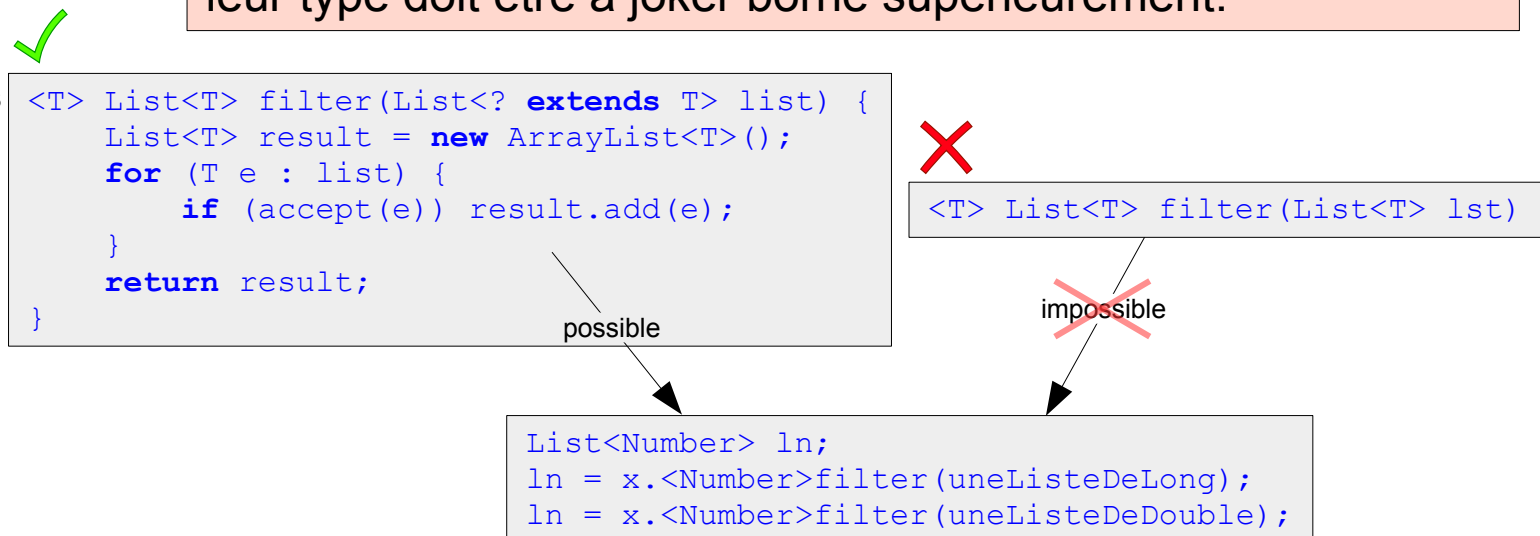 leur type doit être à joker borné supérieurement.
<T> List<T> filter(List<? extends T> list) {
List<T> result = new ArrayList<T>();
for (T e : list) {
if (accept(e)) result.add(e);
}
return result;
}
<T> List<T> filter(List<T> lst)
possible
impossible
List<Number> ln;
ln = x.<Number>filter(uneListeDeLong);
ln = x.<Number>filter(uneListeDeDouble);